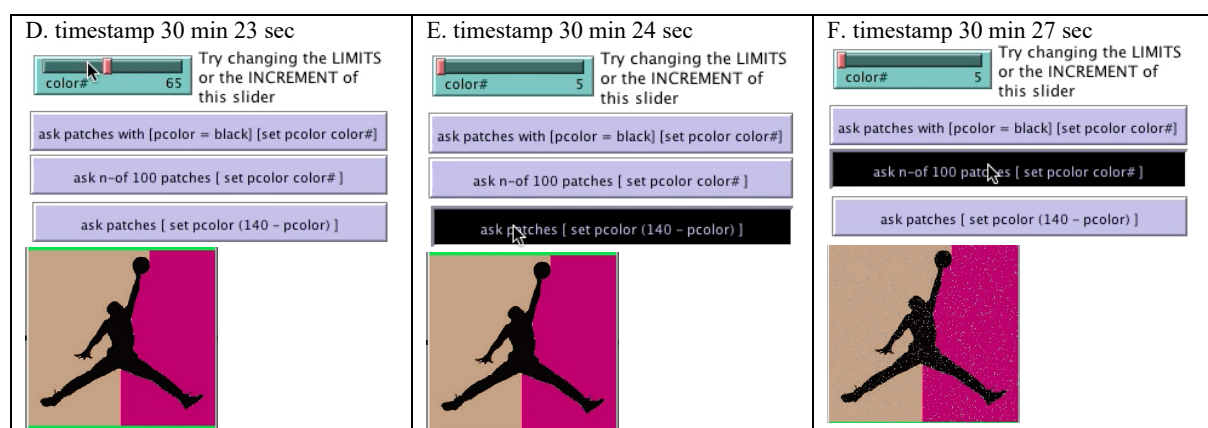 D. timestamp 30 min 23 sec
Try changing the LIMITS
or the INCREMENT of
this slider
color# 65
ask patches with [pcolor = black] [set pcolor color#]
ask n-of 100 patches [ set pcolor color# ]
ask patches [ set pcolor (140 - pcolor) ]
E. timestamp 30 min 24 sec
Try changing the LIMITS
or the INCREMENT of
this slider
color# 5
ask patches with [pcolor = black] [set pcolor color#]
ask n-of 100 patches [ set pcolor color# ]
ask patches [ set pcolor (140 - pcolor) ]
F. timestamp 30 min 27 sec
Try changing the LIMITS
or the INCREMENT of
this slider
color# 5
ask patches with [pcolor = black] [set pcolor color#]
ask n-of 100 patches [ set pcolor color# ]
ask patches [ set pcolor (140 - pcolor) ]